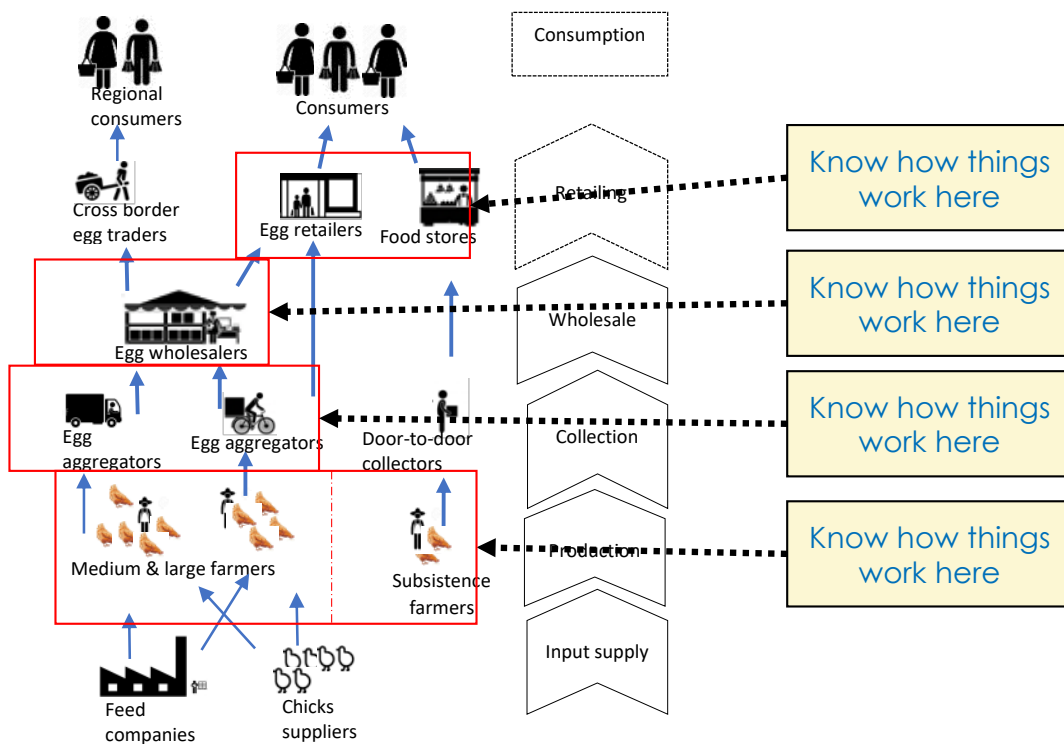 Consumption
Regional
consumers
Consumers
Know how things
work here
Retailing
Cross border
egg traders
Egg retailers
Food stores
Know how things
work here
Wholesale
Egg wholesalers
Know how things
work here
Egg
aggregators
Egg aggregators
Door-to-door
collectors
Collection
Know how things
work here
Production
Medium & large farmers
Subsistence
farmers
Input supply
Feed
companies
Chicks
suppliers